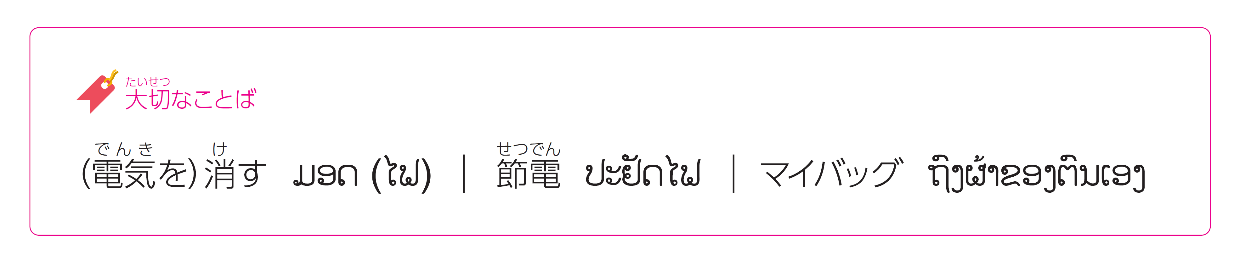 たいせつ
大切なことば
でんき け せつでん
(電気を)消す ມອດ (ໄຟ) | 節電 ປະຢັດໄຟ | マイバッグ ຖົງຜ້າຂອງຕົນເອງ